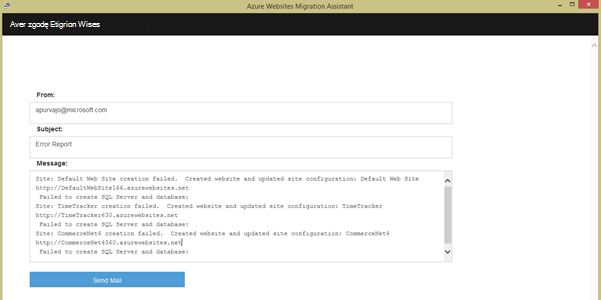 Azure Websites Migration Assistant
Aver zgodę Etigrion Wises
From:
apurvajo@microsoft.com
Subject:
Error Report
Message:
Site: Default Web Site creation failed.  Created website and updated site configuration: Default Web Site
http://DefaultWebSite166.azurewebsites.net
Failed to create SQL Server and database:
Site: TimeTracker creation failed.  Created website and updated site configuration: TimeTracker
http://TimeTracker630.azurewebsites.net
Failed to create SQL Server and database:
Site: CommerceNet4 creation failed.  Created website and updated site configuration: CommerceNet4
http://CommerceNet4560.azurewebsites.net
Failed to create SQL Server and database:
Send Mail